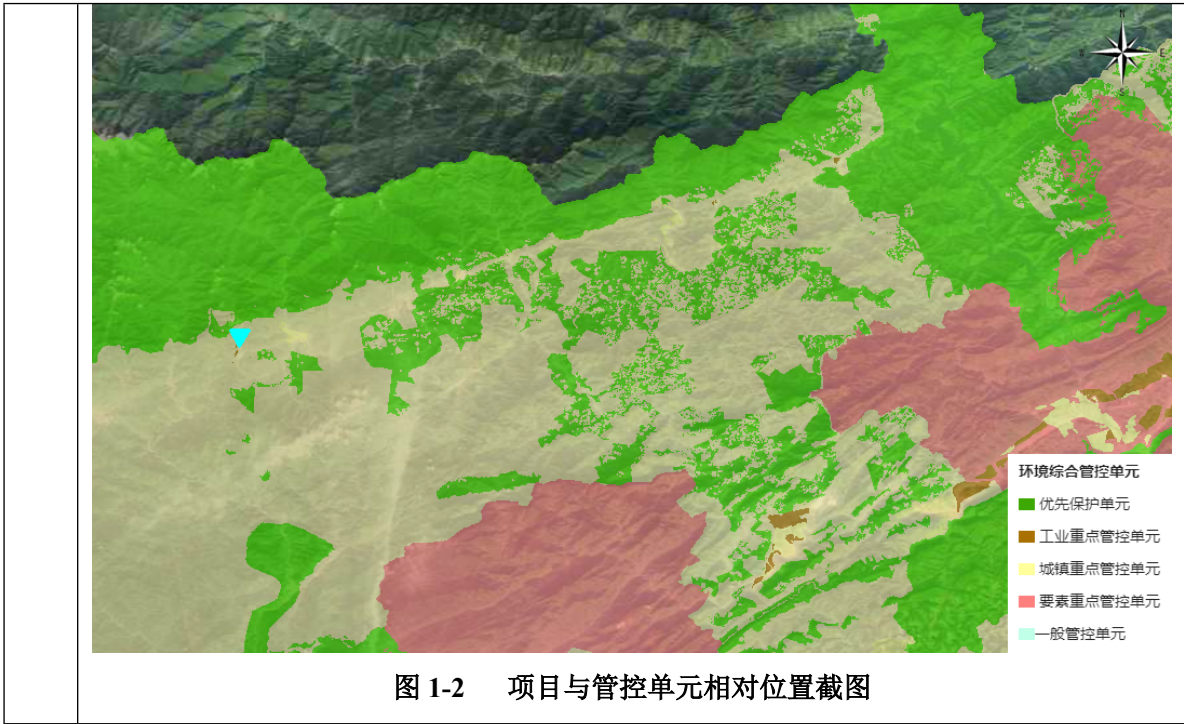 N
W
E
S
环境综合管控单元
优先保护单元
工业重点管控单元
城镇重点管控单元
要素重点管控单元
一般管控单元
图 1-2 项目与管控单元相对位置截图